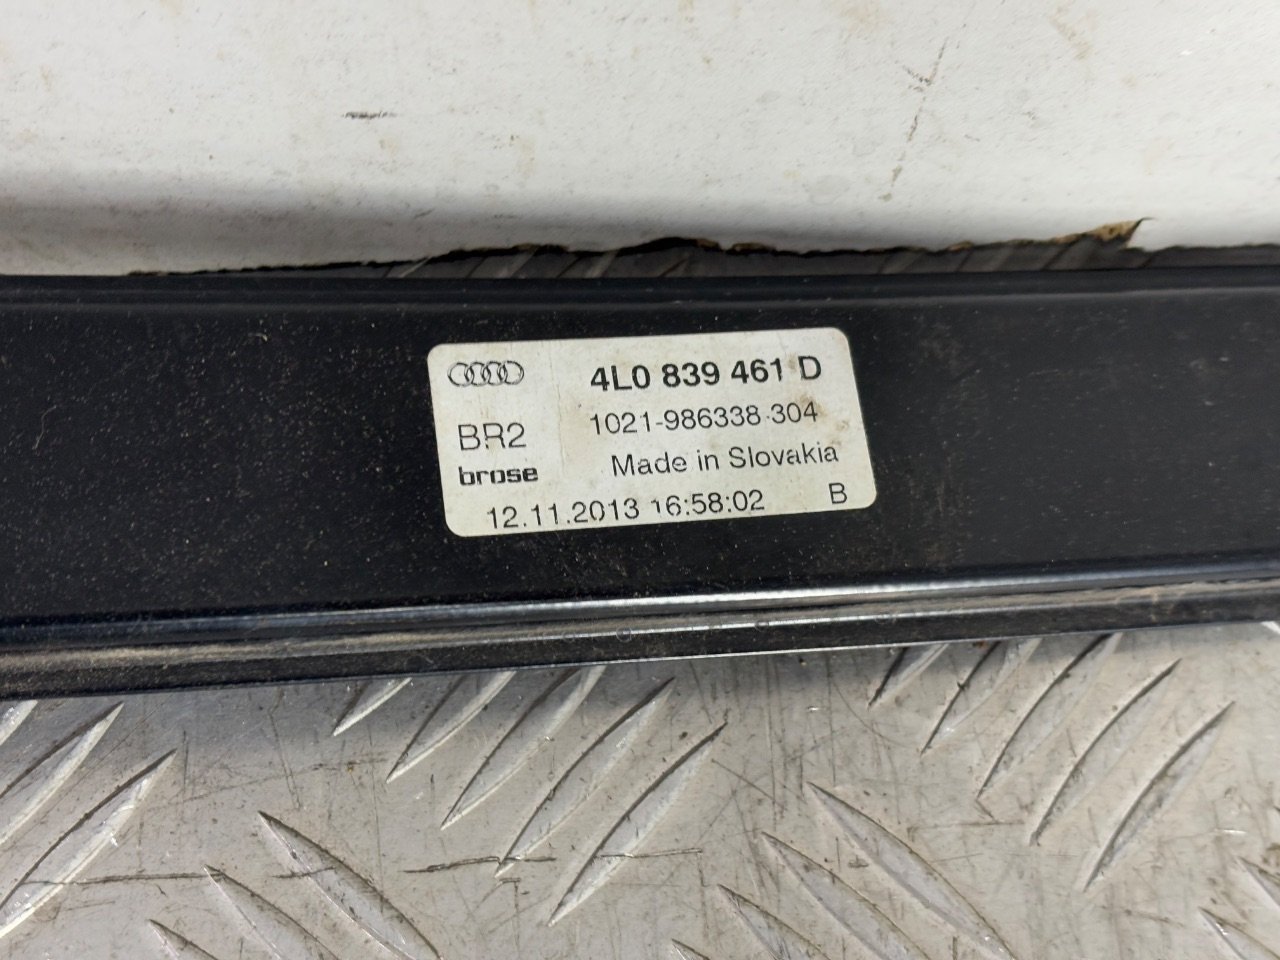 4L0 839 461 D
BR2 1021-986338-304
brose Made in Slovakia
12.11.2013 16:58:02 B